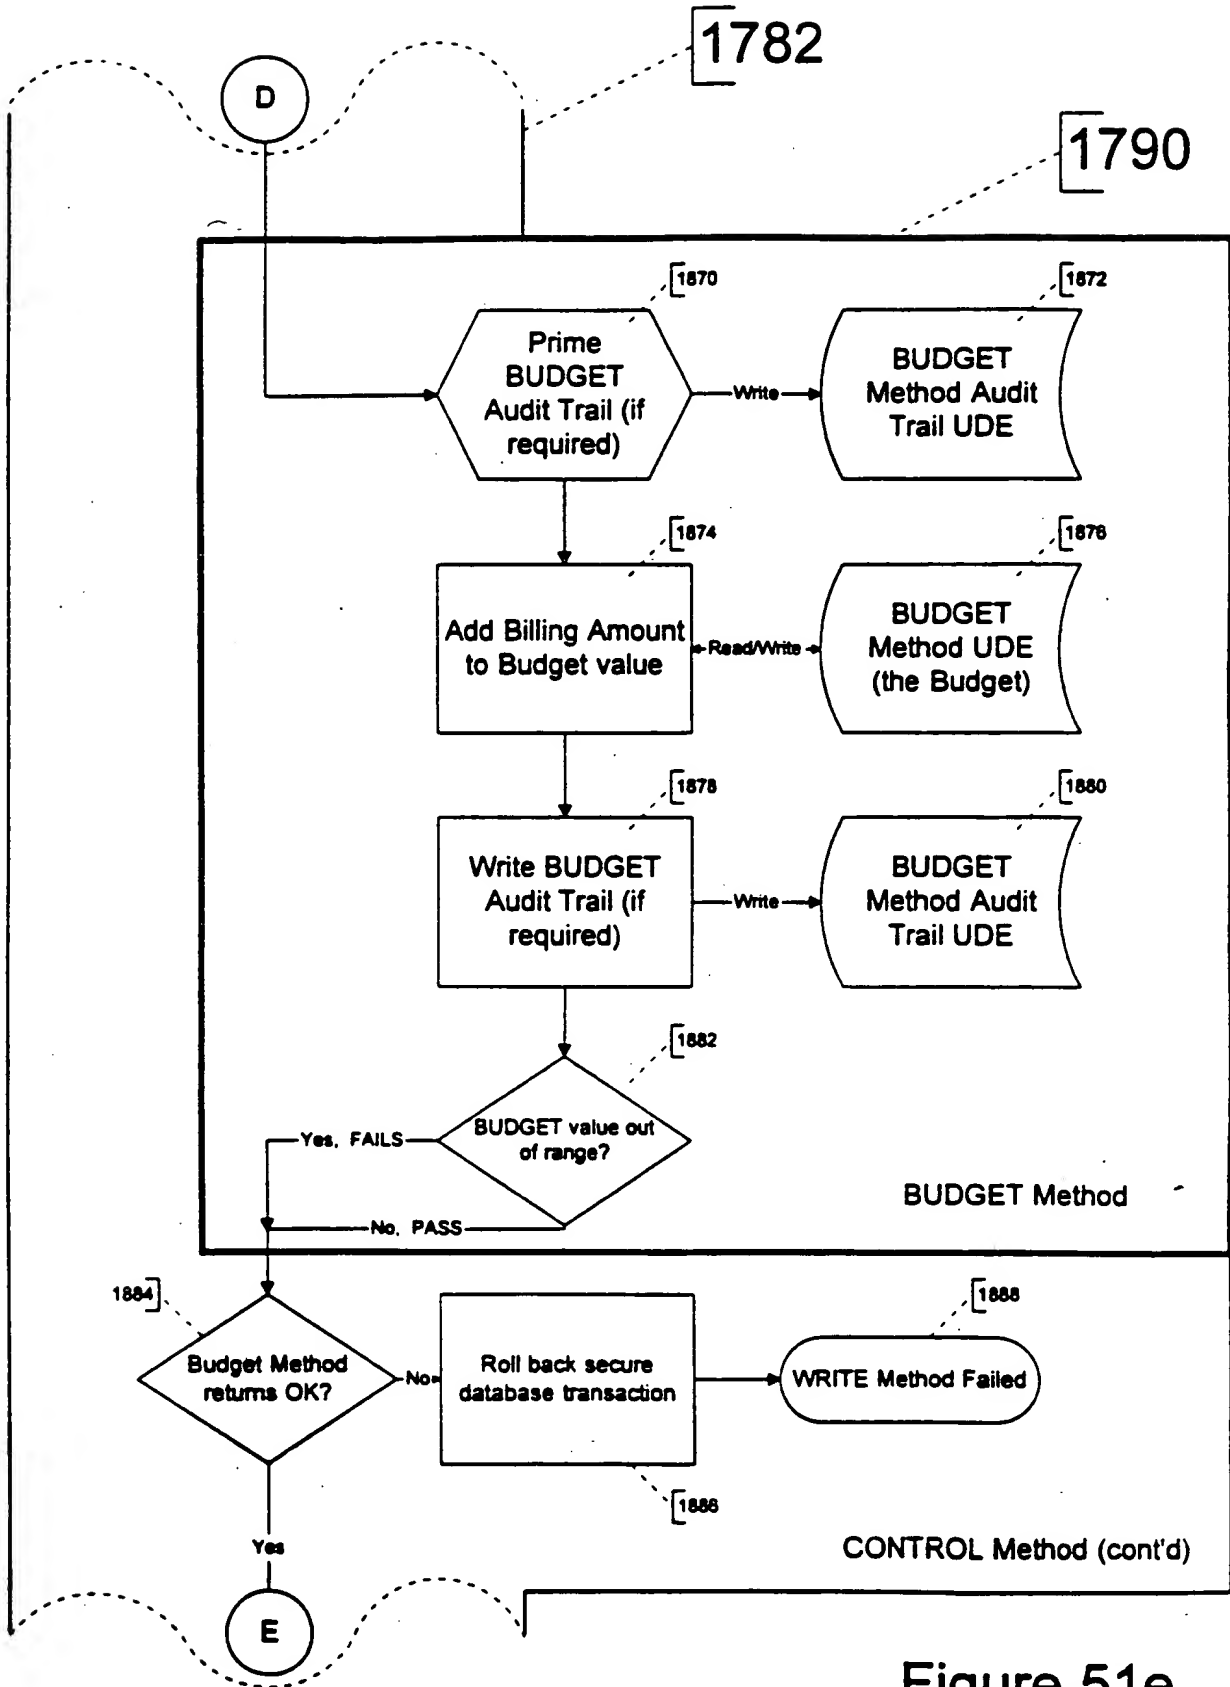 1782
D
1790
1870
1872
Prime
BUDGET
Audit Trail (if
required)
Write
BUDGET
Method Audit
Trail UDE
1874
1876
Add Billing Amount
to Budget value
Read/Write
BUDGET
Method UDE
(the Budget)
1878
1880
Write BUDGET
Audit Trail (if
required)
Write
BUDGET
Method Audit
Trail UDE
1882
BUDGET value out
of range?
Yes, FAILS
No, PASS
BUDGET Method
1884
1888
Budget Method
returns OK?
No
Roll back secure
database transaction
WRITE Method Failed
1886
Yes
CONTROL Method (cont'd)
E
Figure 51e